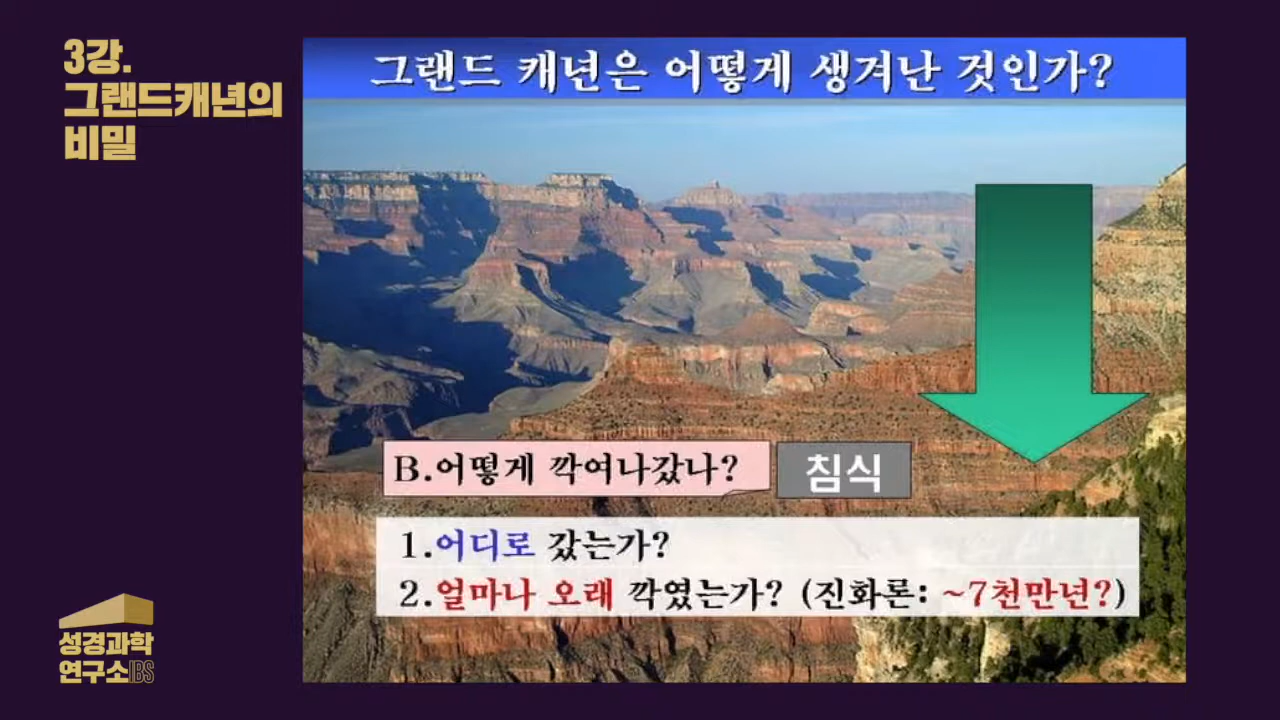 3강.
그랜드캐년의
비밀
그랜드 캐년은 어떻게 생겨난 것인가?
B.어떻게 깍여나갔나?
침식
1.어디로 갔는가?
2.얼마나 오래 깍였는가? (진화론: ~7천만년?)
성경과학
연구소IBS